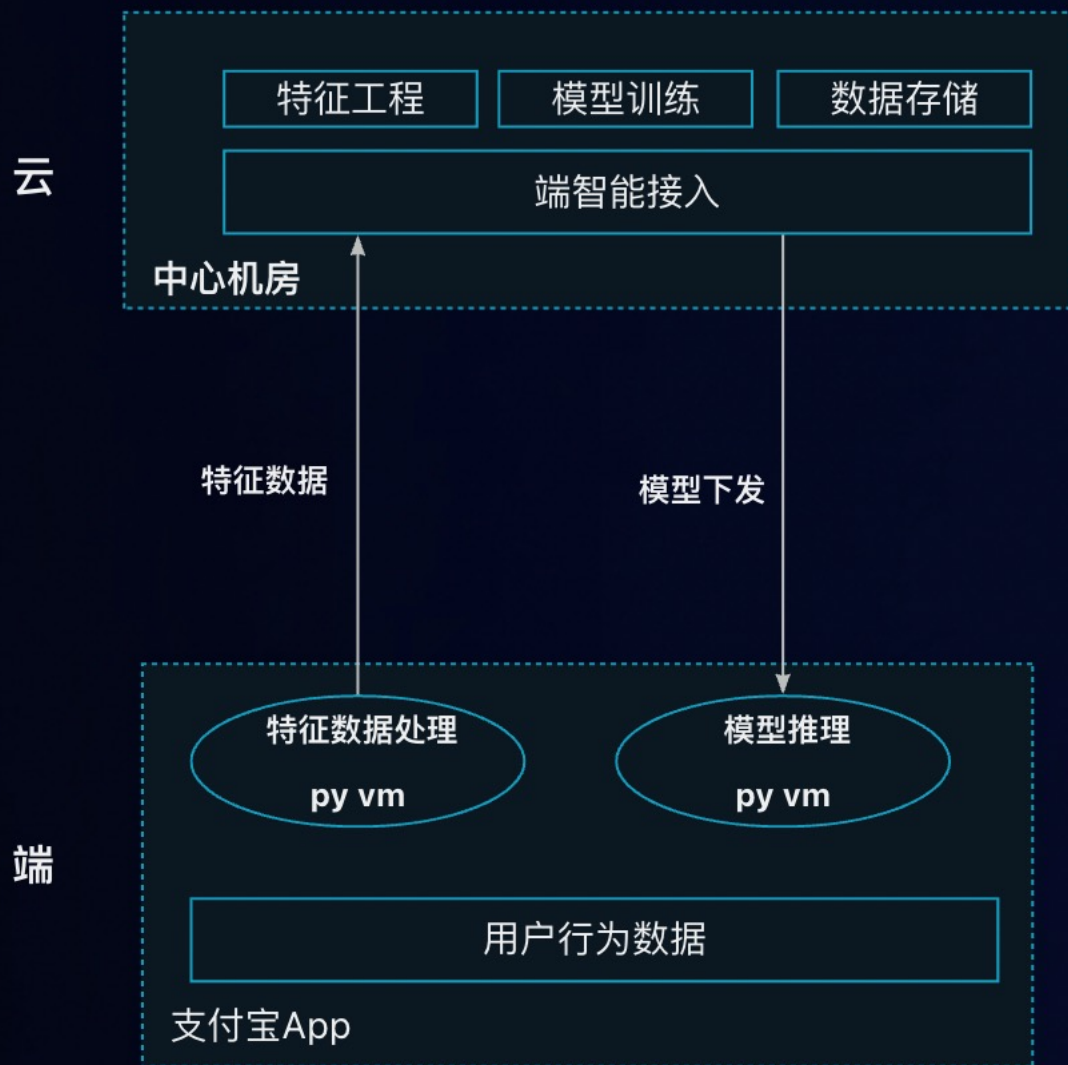 特征工程
模型训练
数据存储
云
端智能接入
中心机房
特征数据
模型下发
特征数据处理
py vm
模型推理
py vm
端
用户行为数据
支付宝App